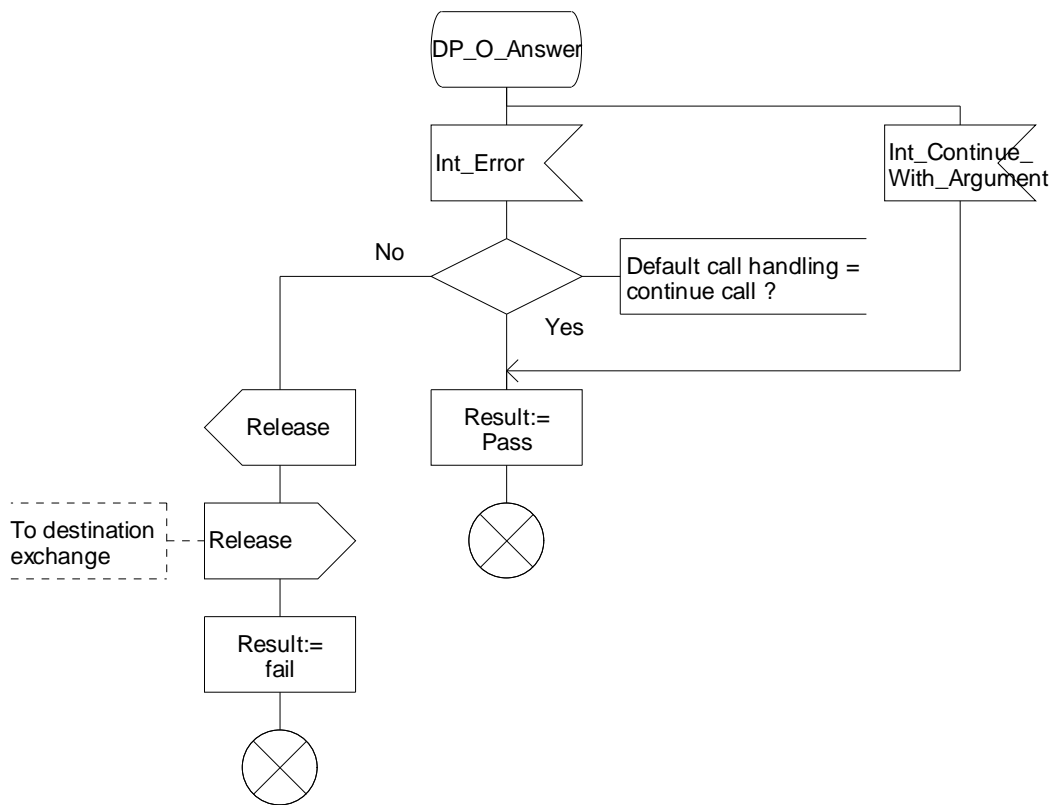 DP_O_Answer
Int_Error
Int_Continue_
With_Argument
No
Default call handling =
continue call ?
Yes
Release
Result:=
Pass
To destination
exchange
Release
Result:=
fail